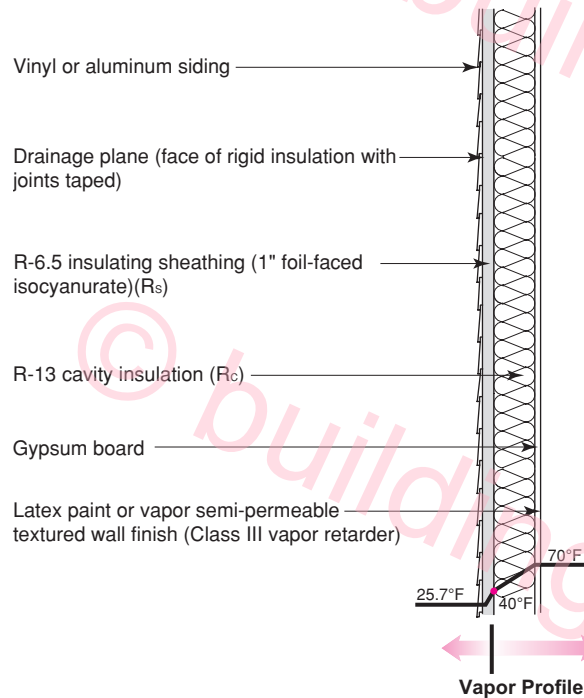 Vinyl or aluminum siding
Drainage plane (face of rigid insulation with
joints taped)
R-6.5 insulating sheathing (1" foil-faced
isocyanurate)(Rs)
R-13 cavity insulation (Rc)
Gypsum board
Latex paint or vapor semi-permeable
textured wall finish (Class III vapor retarder)
70°F
25.7°F
40°F
Vapor Profile
© building